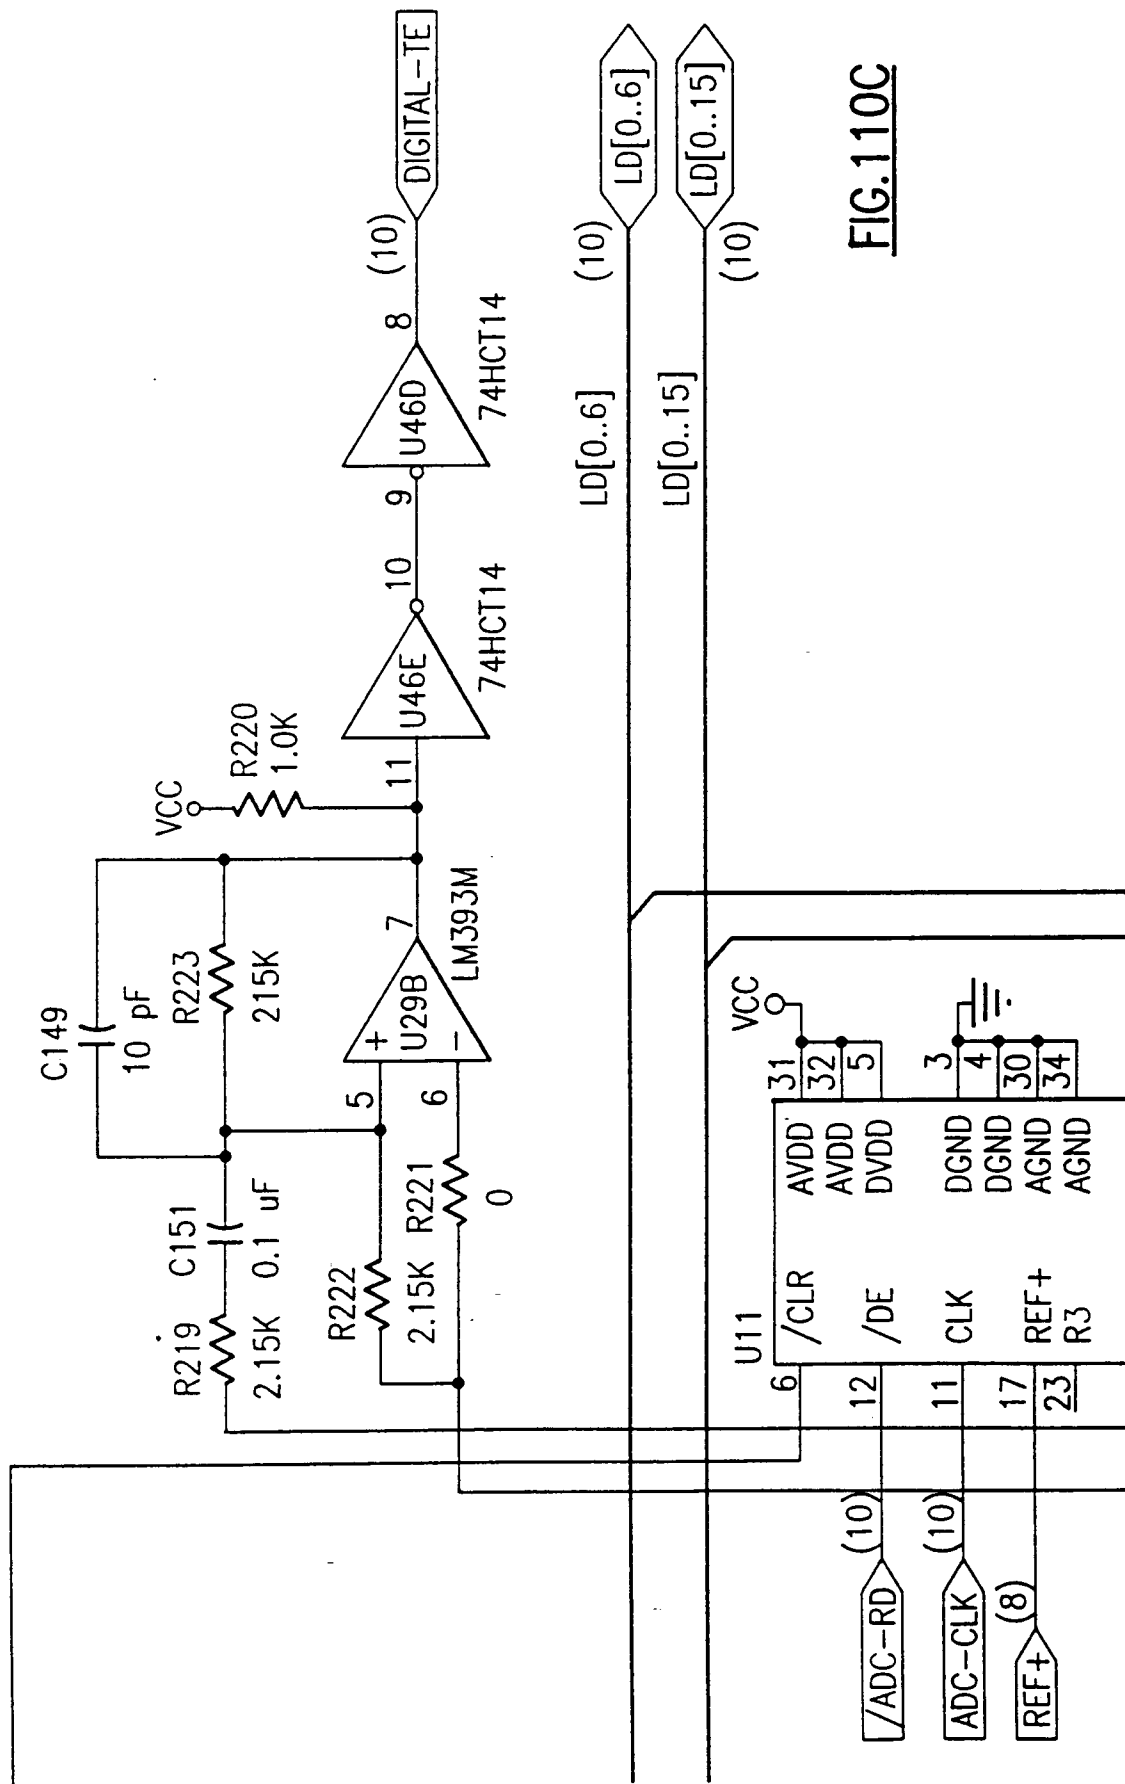 C149
10 pF
R223
215K
VCC
R220
1.0K
R219
2.15K
C151
0.1 uF
R222
2.15K
R221
0
5
6
+
−
U29B
7
LM393M
11
U46E
10
74HCT14
9
U46D
8
74HCT14
(10)
DIGITAL−TE
LD[0..6]
(10)
LD[0..6]
LD[0..15]
(10)
LD[0..15]
U11
VCC
6
/CLR
AVDD
31
AVDD
32
12
/DE
DVDD
5
11
CLK
DGND
3
DGND
4
17
REF+
AGND
30
23
R3
AGND
34
/ADC−RD
(10)
ADC−CLK
(10)
REF+
(8)
FIG.110C